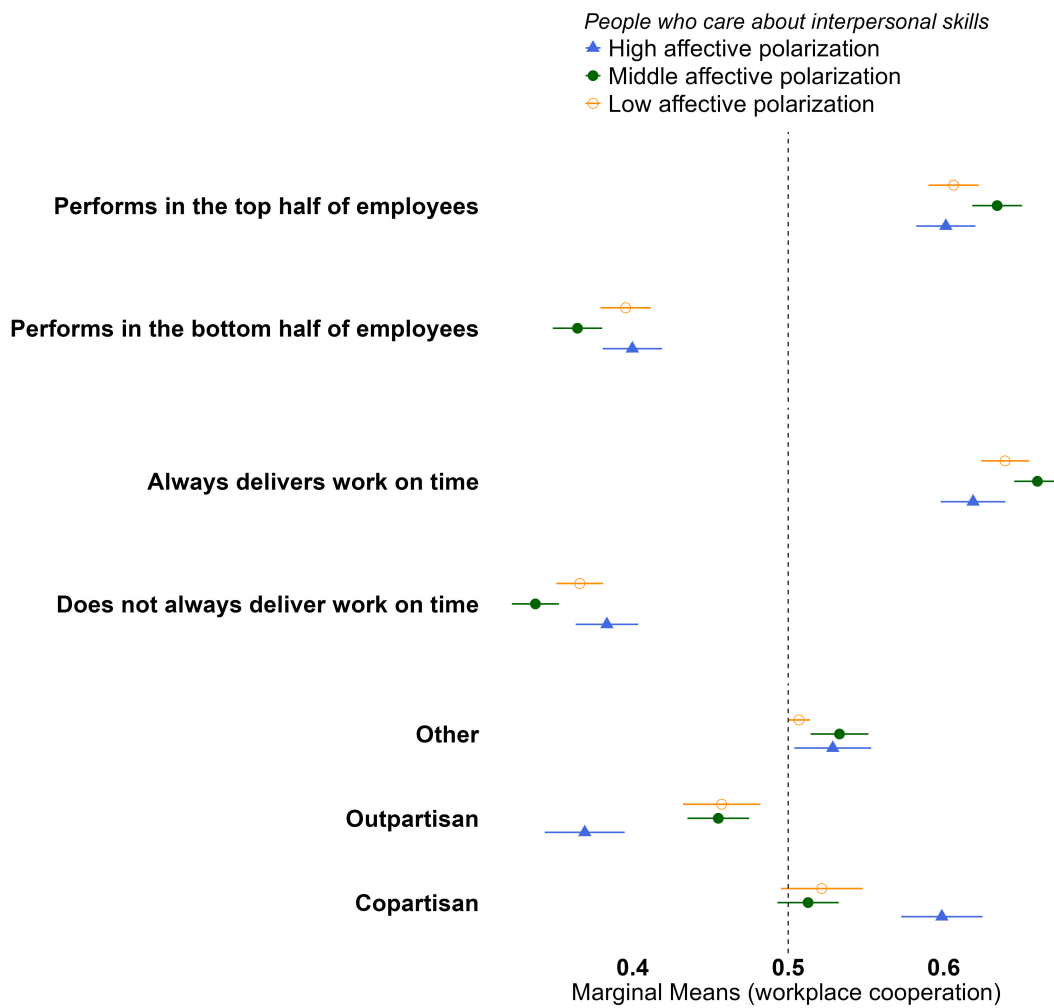 People who care about interpersonal skills
High affective polarization
Middle affective polarization
Low affective polarization
Performs in the top half of employees
Performs in the bottom half of employees
Always delivers work on time
Does not always deliver work on time
Other
Outpartisan
Copartisan
0.4 0.5 0.6
Marginal Means (workplace cooperation)